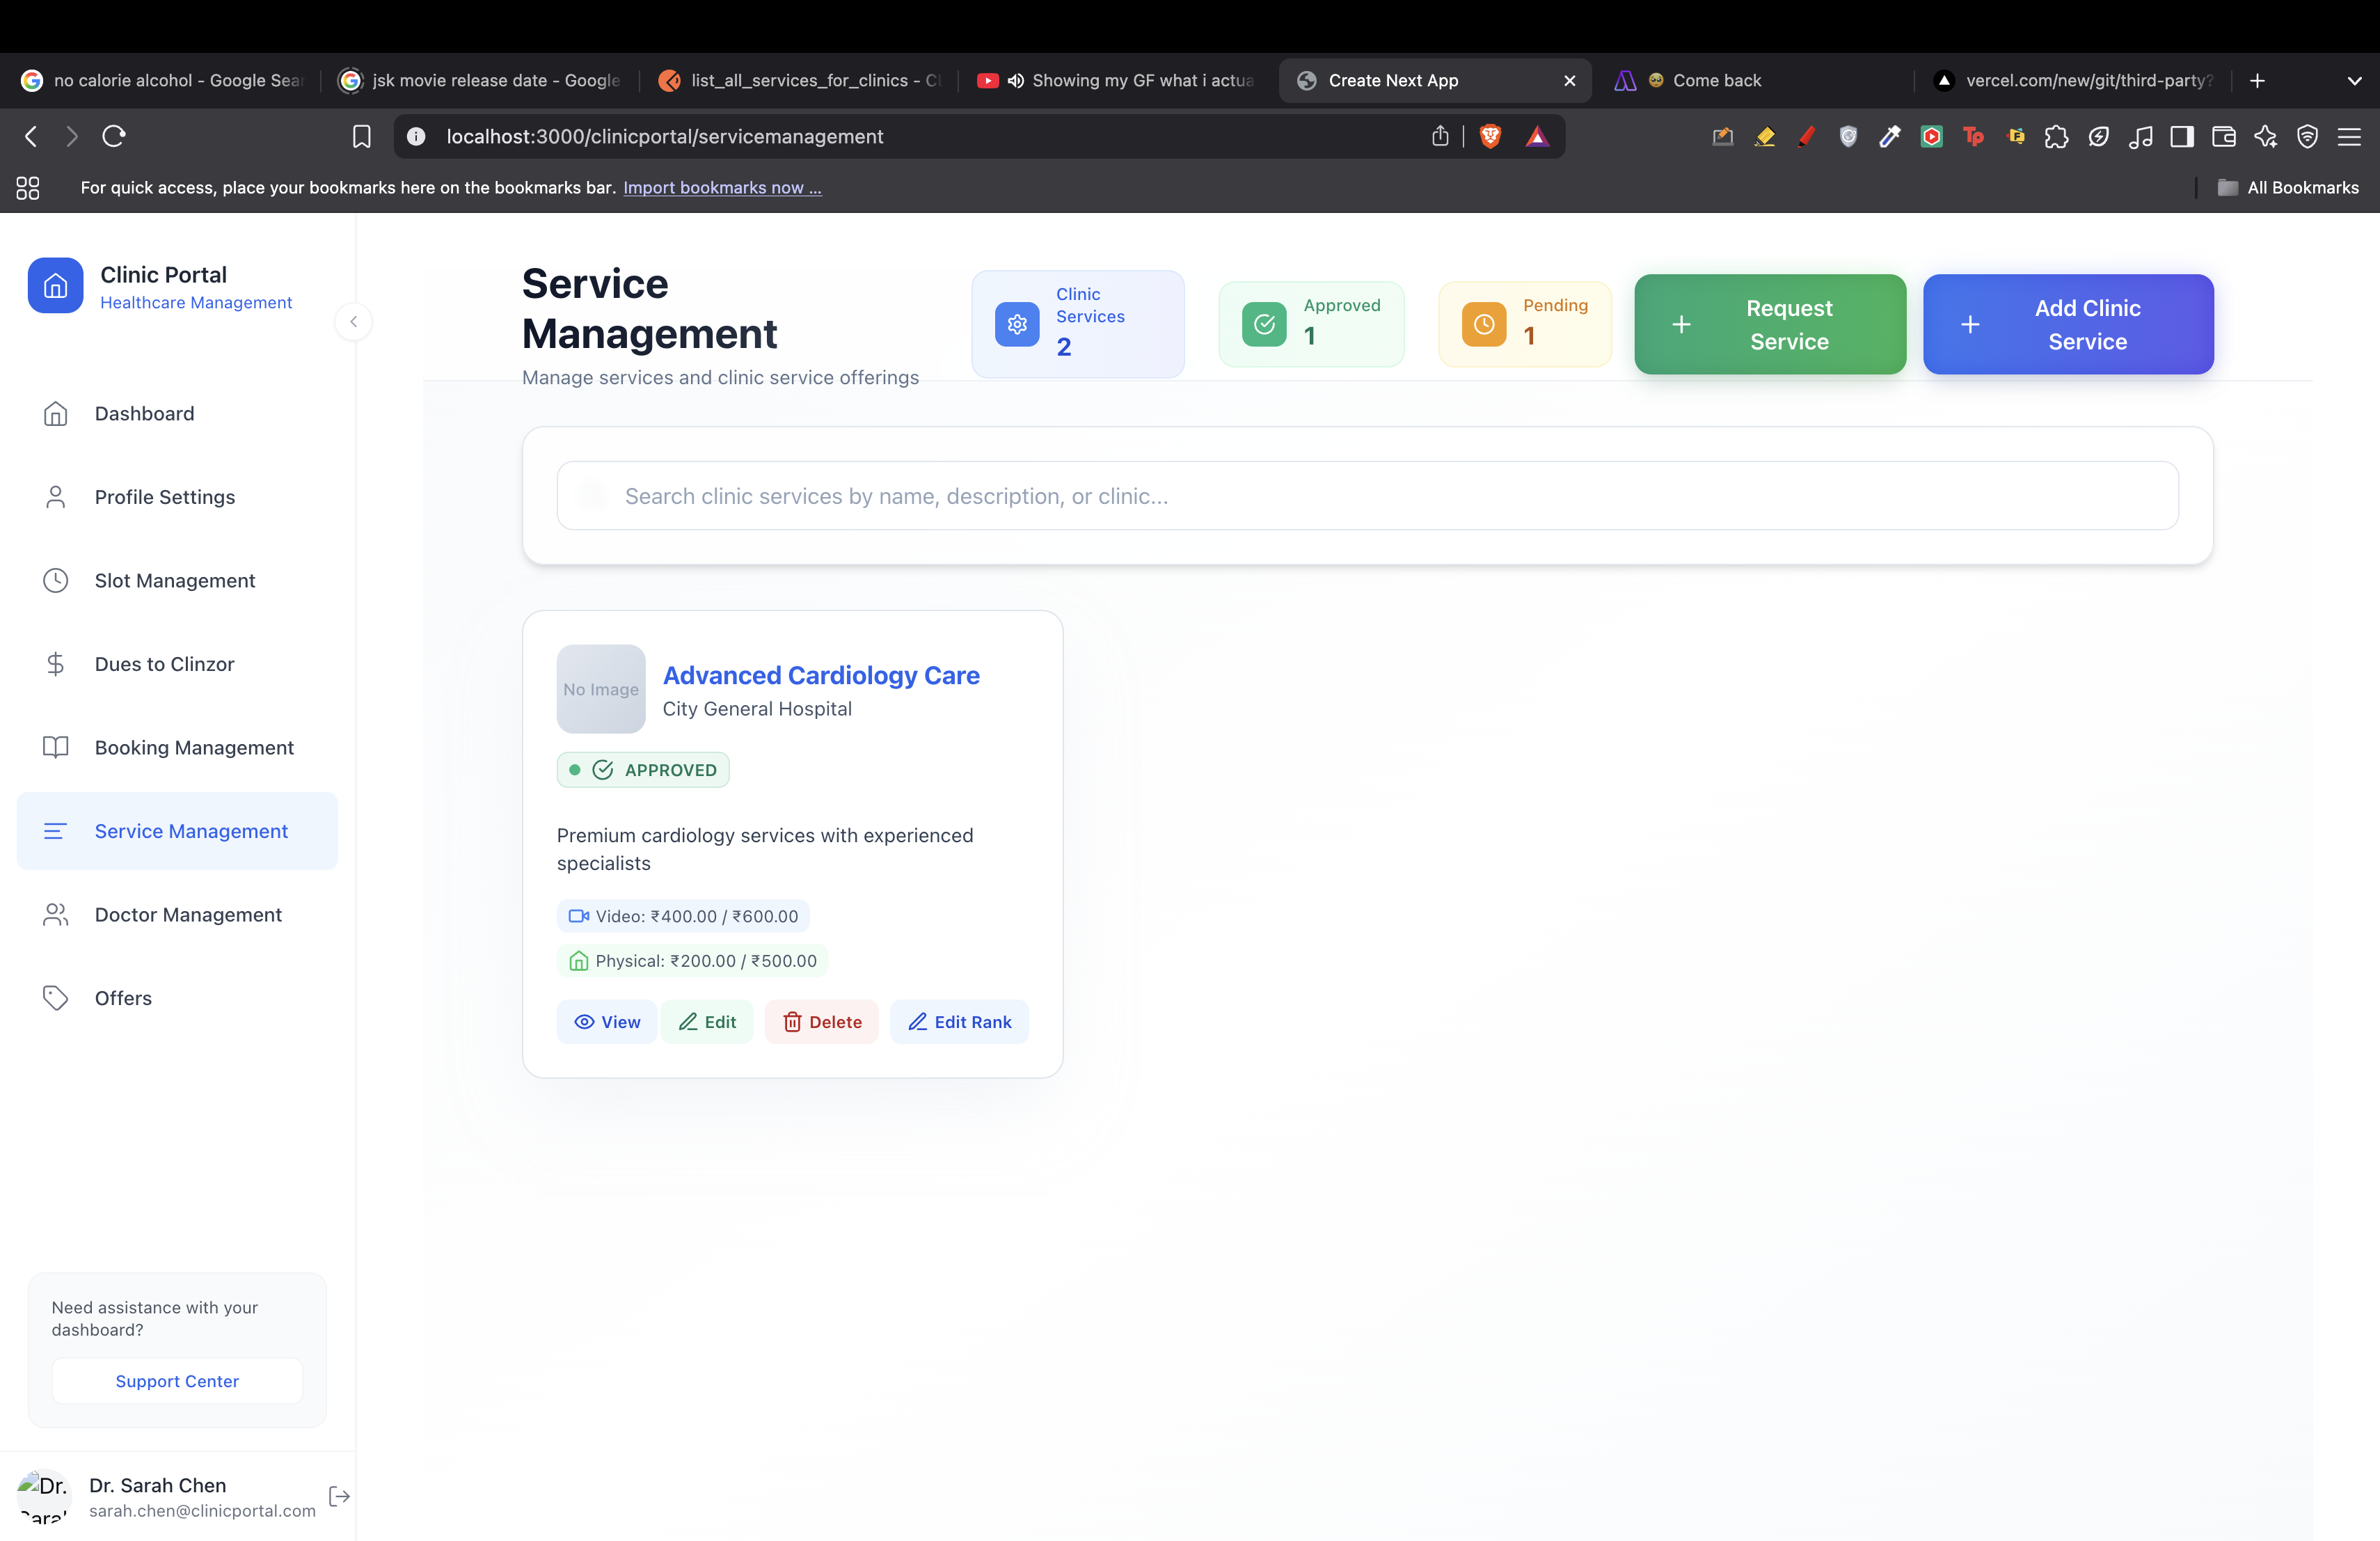 no calorie alcohol - Google Sear
jsk movie release date - Google
list_all_services_for_clinics - Cl
Showing my GF what i actua
Create Next App
Come back
vercel.com/new/git/third-party?
localhost:3000/clinicportal/servicemanagement
For quick access, place your bookmarks here on the bookmarks bar. Import bookmarks now ...
All Bookmarks
Clinic Portal
Healthcare Management
Dashboard
Profile Settings
Slot Management
Dues to Clinzor
Booking Management
Service Management
Doctor Management
Offers
Need assistance with your
dashboard?
Support Center
Dr. Sarah Chen
sarah.chen@clinicportal.com
Dr.
Service
Management
Manage services and clinic service offerings
Clinic
Services
2
Approved
1
Pending
1
Request
Service
Add Clinic
Service
Search clinic services by name, description, or clinic...
No Image
Advanced Cardiology Care
City General Hospital
APPROVED
Premium cardiology services with experienced
specialists
Video: ₹400.00 / ₹600.00
Physical: ₹200.00 / ₹500.00
View
Edit
Delete
Edit Rank